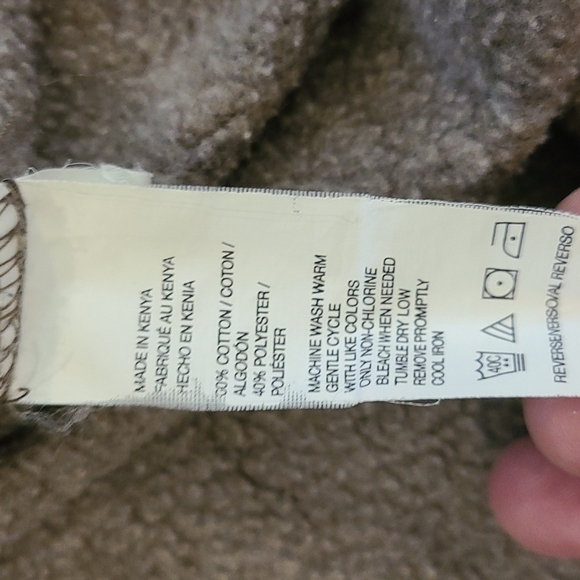 MADE IN KENYA
FABRIQUÉ AU KENYA
HECHO EN KENIA
60% COTTON / COTON /
ALGODÓN
40% POLYESTER /
POLIÉSTER
MACHINE WASH WARM
GENTLE CYCLE
WITH LIKE COLORS
ONLY NON-CHLORINE
BLEACH WHEN NEEDED
TUMBLE DRY LOW
REMOVE PROMPTLY
COOL IRON
40C
REVERSE/VERSO/AL REVERSO